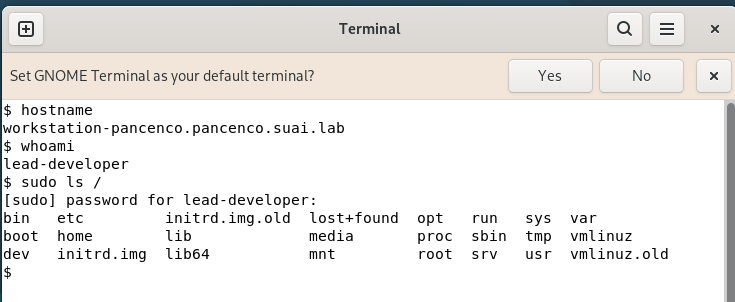 Terminal
Set GNOME Terminal as your default terminal?
Yes
No
$ hostname
workstation-pancenco.pancenco.suai.lab
$ whoami
lead-developer
$ sudo ls /
[sudo] password for lead-developer:
bin   etc         initrd.img.old  lost+found  opt   run   sys  var
boot  home        lib             media       proc  sbin  tmp  vmlinuz
dev   initrd.img  lib64           mnt         root  srv   usr  vmlinuz.old
$